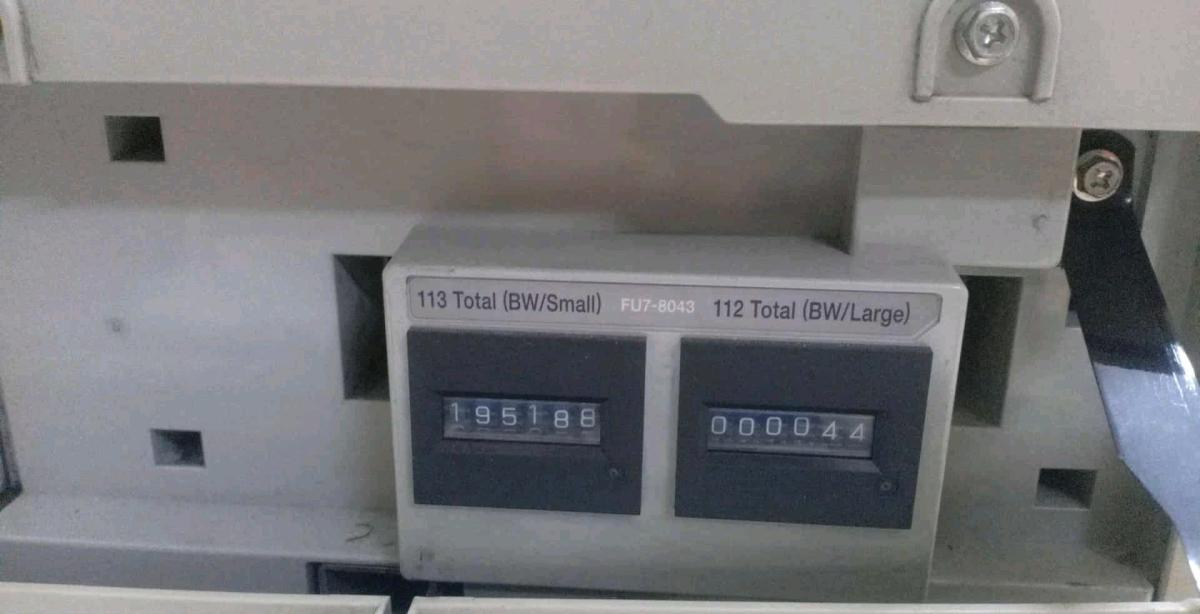 113 Total (BW/Small) FU7-8043 112 Total (BW/Large)
195188 000044